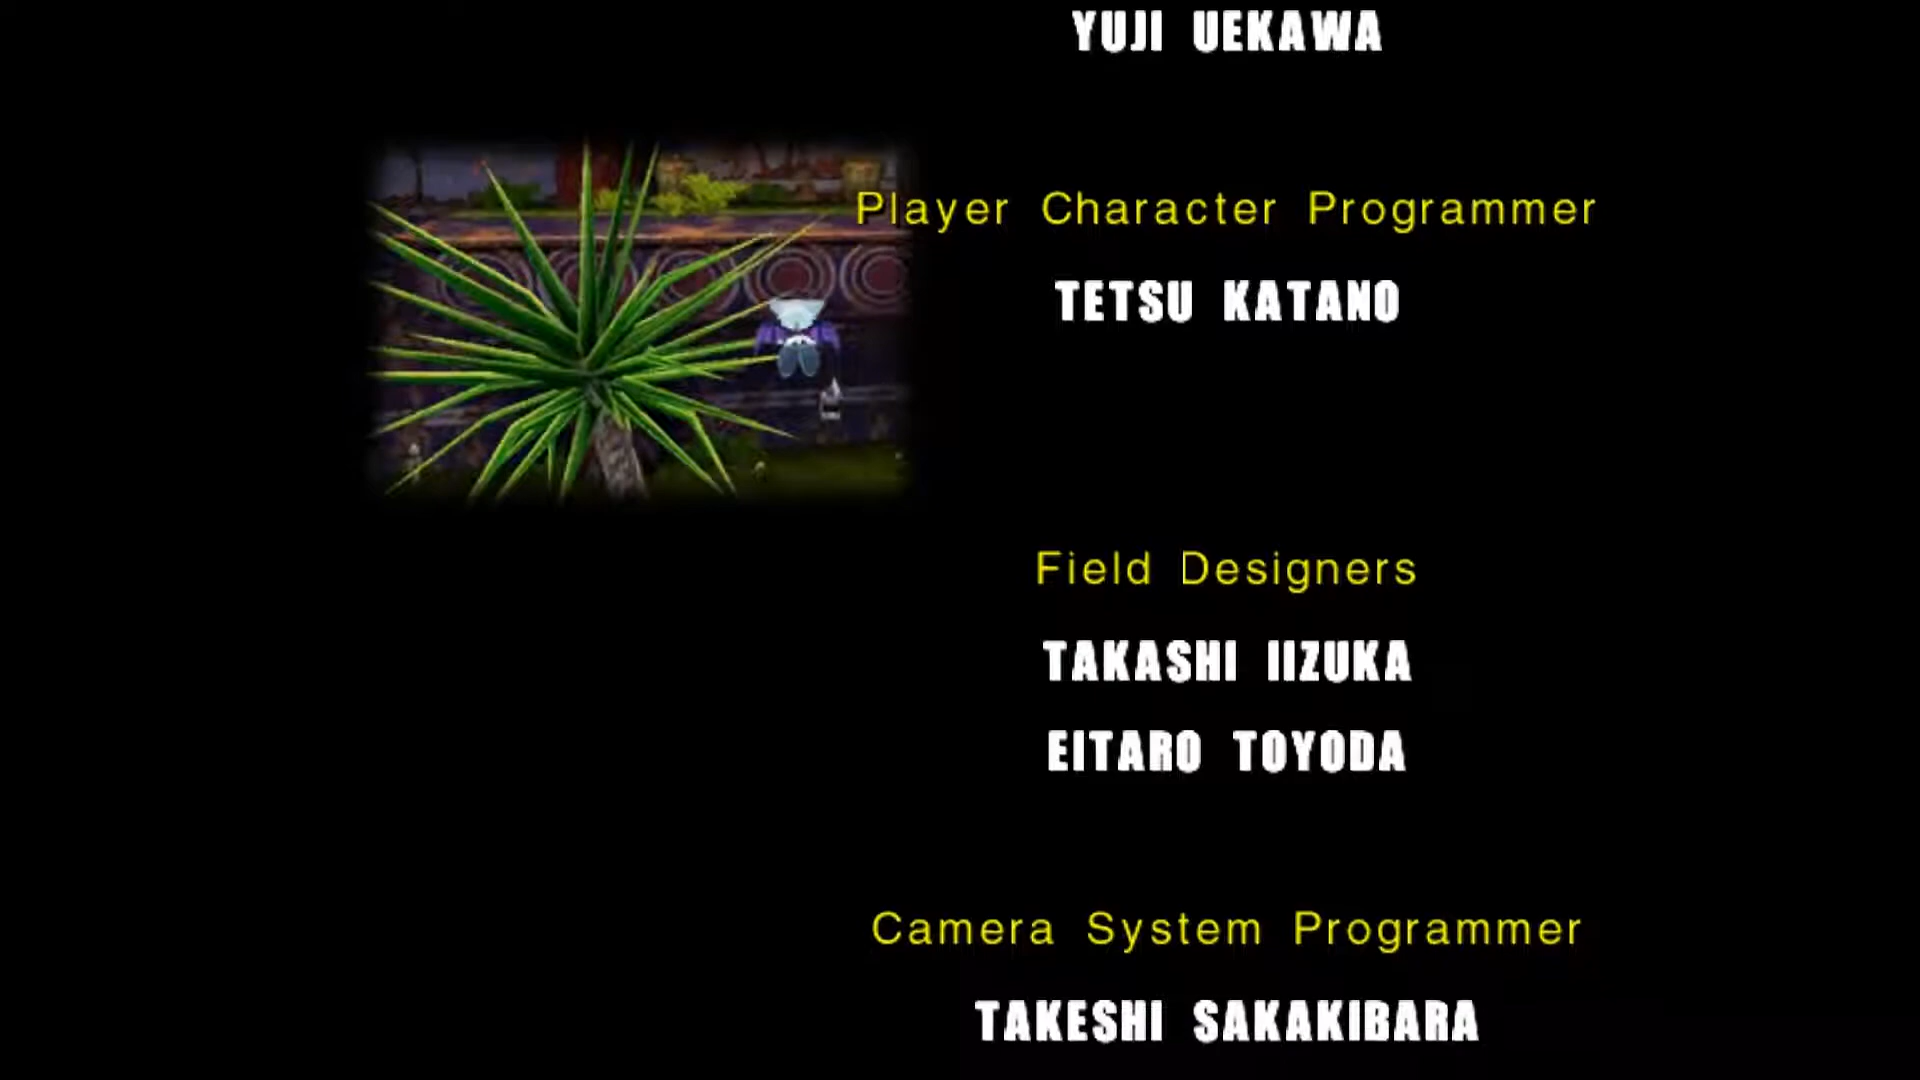 YUJI UEKAWA
Player Character Programmer
TETSU KATANO
Field Designers
TAKASHI IIZUKA
EITARO TOYODA
Camera System Programmer
TAKESHI SAKAKIBARA